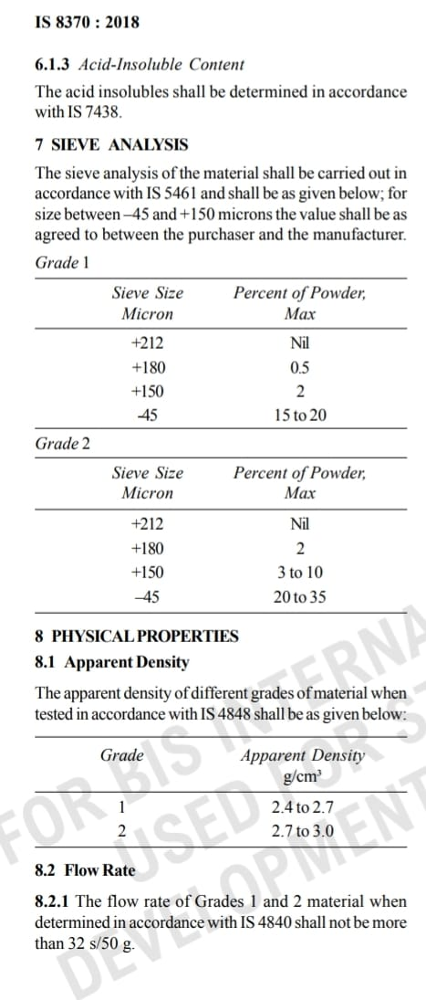 IS 8370 : 2018
6.1.3 Acid-Insoluble Content
The acid insolubles shall be determined in accordance
with IS 7438.
7 SIEVE ANALYSIS
The sieve analysis of the material shall be carried out in
accordance with IS 5461 and shall be as given below; for
size between –45 and +150 microns the value shall be as
agreed to between the purchaser and the manufacturer.
Grade 1
Sieve Size Percent of Powder,
Micron Max
+212 Nil
+180 0.5
+150 2
-45 15 to 20
Grade 2
Sieve Size Percent of Powder,
Micron Max
+212 Nil
+180 2
+150 3 to 10
–45 20 to 35
8 PHYSICAL PROPERTIES
8.1 Apparent Density
The apparent density of different grades of material when
tested in accordance with IS 4848 shall be as given below:
Grade Apparent Density
g/cm³
1 2.4 to 2.7
2 2.7 to 3.0
8.2 Flow Rate
8.2.1 The flow rate of Grades 1 and 2 material when
determined in accordance with IS 4840 shall not be more
than 32 s/50 g.
FOR BIS INTERNA
USED FOR S
DEVELOPMENT